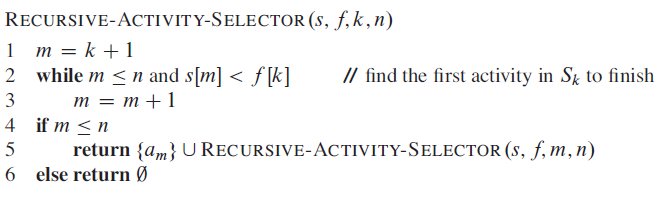 RECURSIVE-ACTIVITY-SELECTOR(s, f, k, n)
1 m = k + 1
2 while m ≤ n and s[m] < f[k] // find the first activity in Sₖ to finish
3 m = m + 1
4 if m ≤ n
5 return {aₘ} ∪ RECURSIVE-ACTIVITY-SELECTOR(s, f, m, n)
6 else return Ø